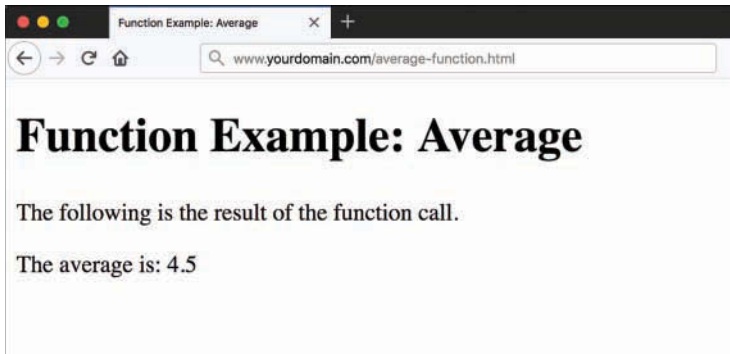 Function Example: Average
www.yourdomain.com/average-function.html
Function Example: Average
The following is the result of the function call.
The average is: 4.5